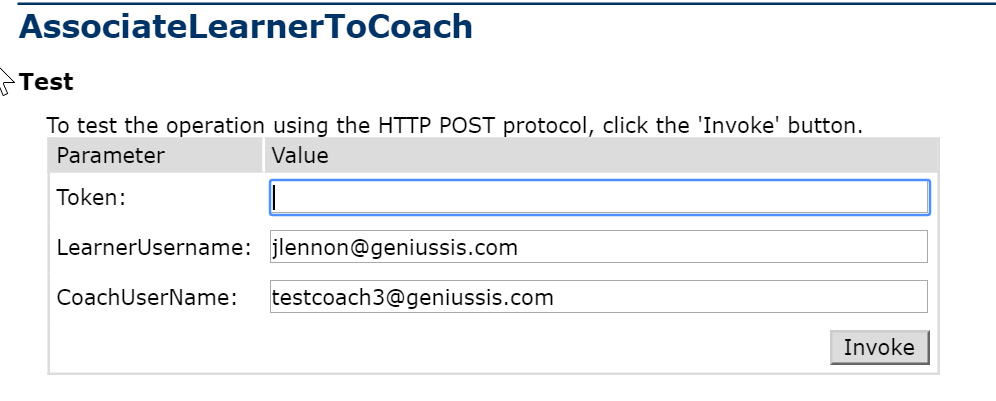 AssociateLearnerToCoach
Test
To test the operation using the HTTP POST protocol, click the 'Invoke' button.
Parameter Value
Token:
LearnerUsername: jlennon@geniussis.com
CoachUserName: testcoach3@geniussis.com
Invoke